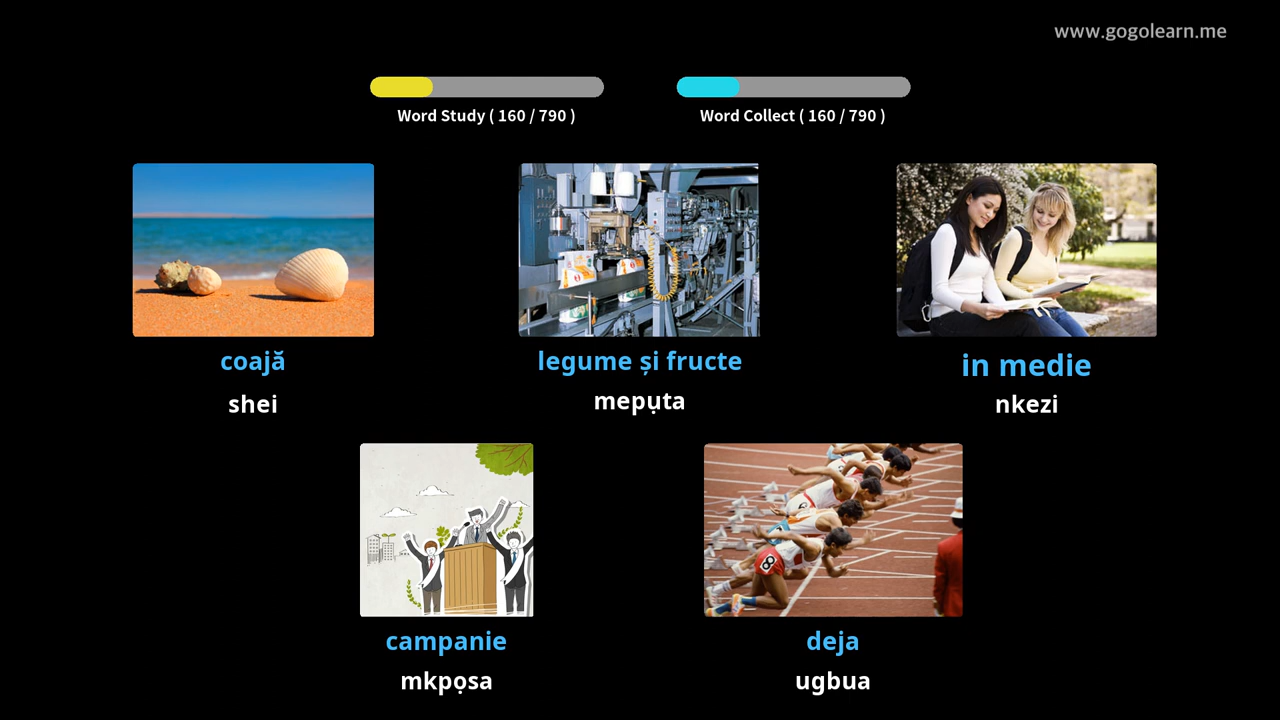 www.gogolearn.me
Word Study ( 160 / 790 )
Word Collect ( 160 / 790 )
coajă
legume și fructe
in medie
shei
mepụta
nkezi
campanie
deja
mkpọsa
ugbua